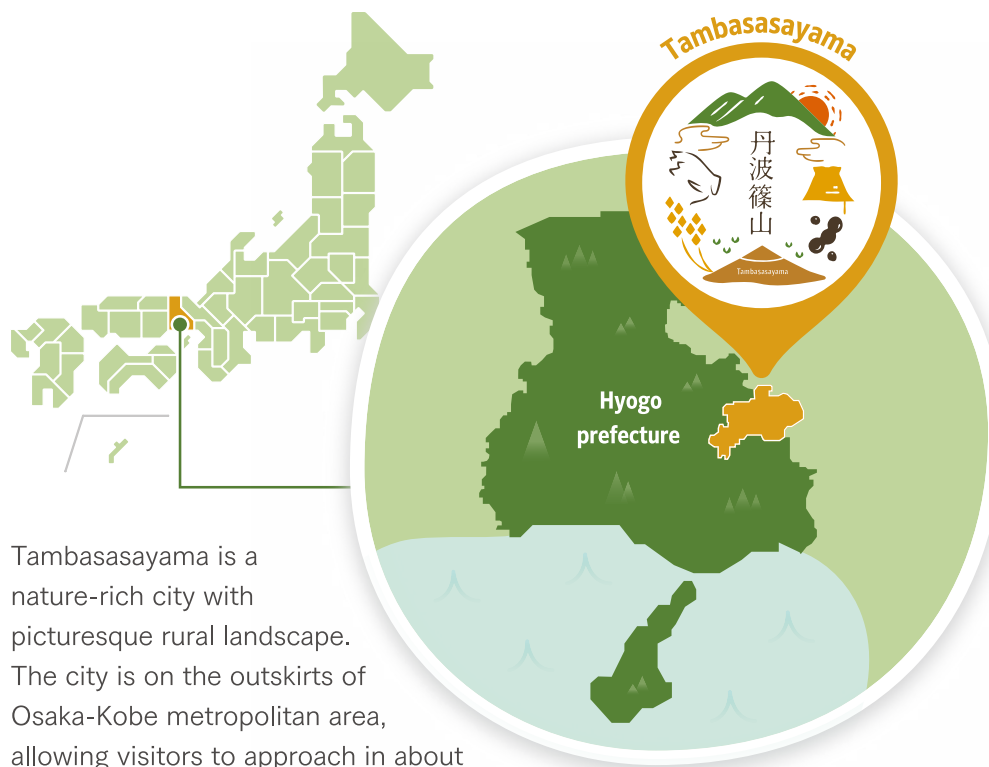 Tambasasayama
丹波篠山
Tambasasayama
Hyogo
prefecture
Tambasasayama is a
nature-rich city with
picturesque rural landscape.
The city is on the outskirts of
Osaka-Kobe metropolitan area,
allowing visitors to approach in about